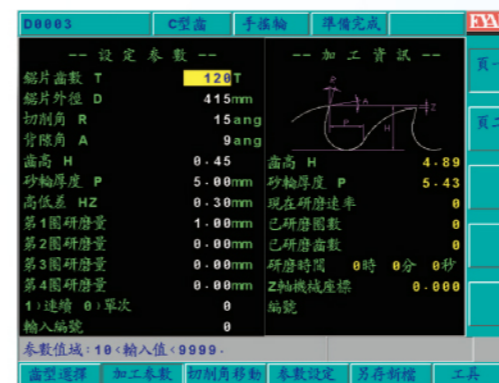 D0003 C型齒 手搖輪 準備完成
-- 設定參數 --
鋸片齒數 T 120T
鋸片外徑 D 415mm
切削角 R 15ang
背隙角 A 9ang
齒高 H 0.45
砂輪厚度 P 5.00mm
高低差 HZ 0.30mm
第1圈研磨量 1.00mm
第2圈研磨量 0.00mm
第3圈研磨量 0.00mm
第4圈研磨量 0.00mm
1:連續 0:單次 0
輸入編號 0
-- 加工資訊 --
R
A
Z
P
H
齒高 H 4.89
砂輪厚度 P 5.43
現在研磨速率 0
已研磨圈數 0
已研磨齒數 0
研磨時間 0時 0分 0秒
Z軸機械座標 0.000
編號
頁一
頁二
參數值域:10<輸入值<9999.
齒型選擇 加工參數 切削角移動 參數設定 另存新檔 工具